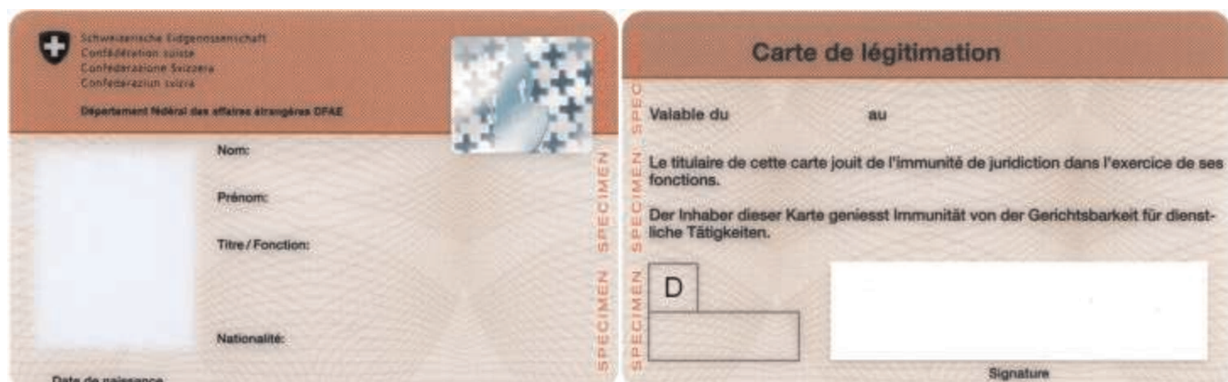 Schweizerische Eidgenossenschaft
Confédération suisse
Confederazione Svizzera
Confederaziun svizra
Département fédéral des affaires étrangères DFAE
Nom:
Prénom:
Titre / Fonction:
Nationalité:
Date de naissance
SPECIMEN SPECIMEN
Carte de légitimation
Valable du au
Le titulaire de cette carte jouit de l'immunité de juridiction dans l'exercice de ses
fonctions.
Der Inhaber dieser Karte geniesst Immunität von der Gerichtsbarkeit für dienst-
liche Tätigkeiten.
D
Signature
SPECIMEN SPECIMEN SPECIMEN